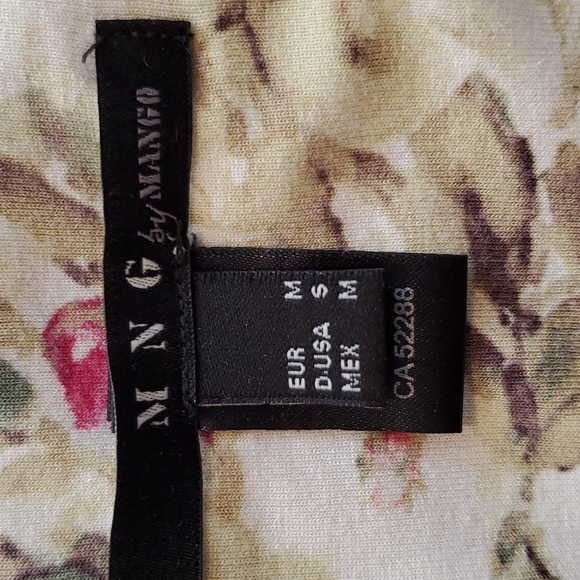 MNG by MANGO
EUR M
D·USA S
MEX M
CA 52288